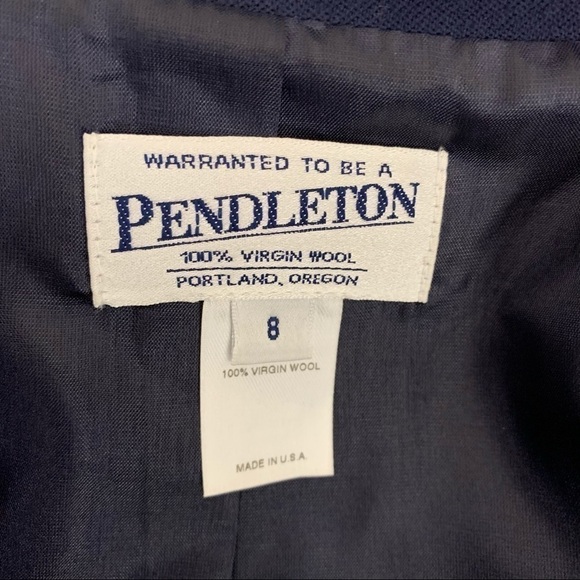 WARRANTED TO BE A
PENDLETON
100% VIRGIN WOOL
PORTLAND, OREGON
8
100% VIRGIN WOOL
MADE IN U.S.A.